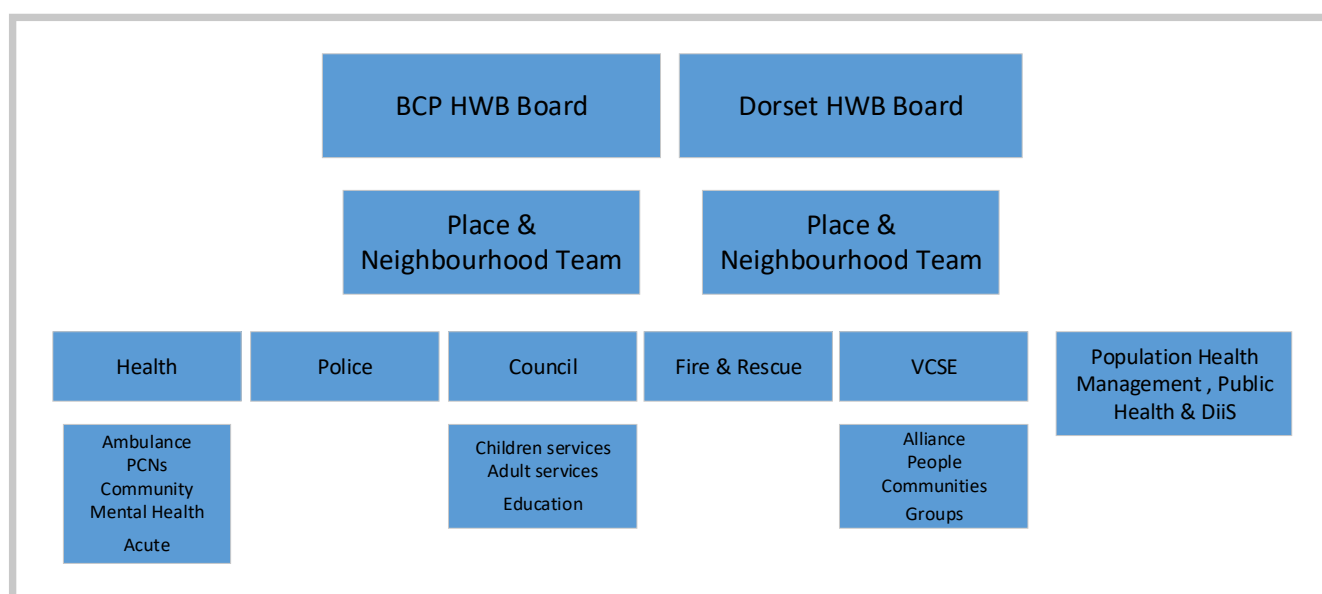 BCP HWB Board
Dorset HWB Board
Place &
Neighbourhood Team
Place &
Neighbourhood Team
Health
Police
Council
Fire & Rescue
VCSE
Population Health
Management , Public
Health & DiiS
Ambulance
PCNs
Community
Mental Health
Acute
Children services
Adult services
Education
Alliance
People
Communities
Groups